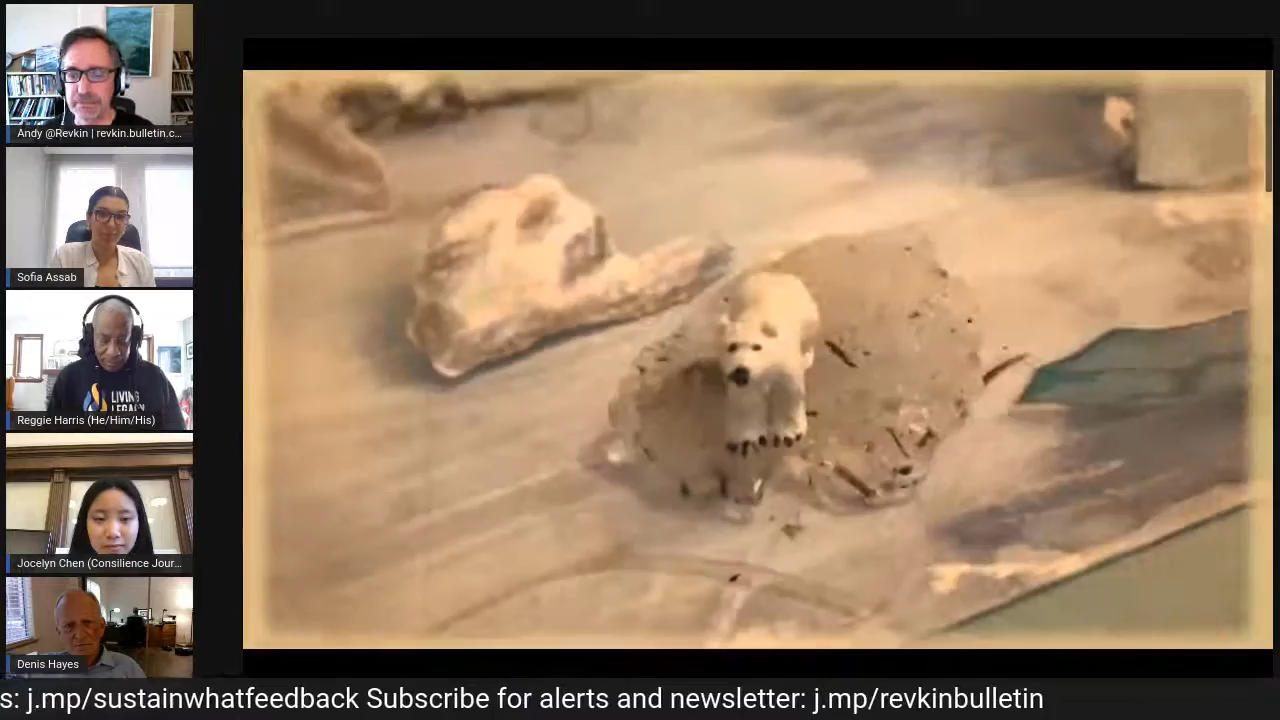 Andy @Revkin | revkin.bulletin.c...
Sofia Assab
LIVING
LEGACY
Reggie Harris (He/Him/His)
Jocelyn Chen (Consilience Jour...
Denis Hayes
s: j.mp/sustainwhatfeedback Subscribe for alerts and newsletter: j.mp/revkinbulletin